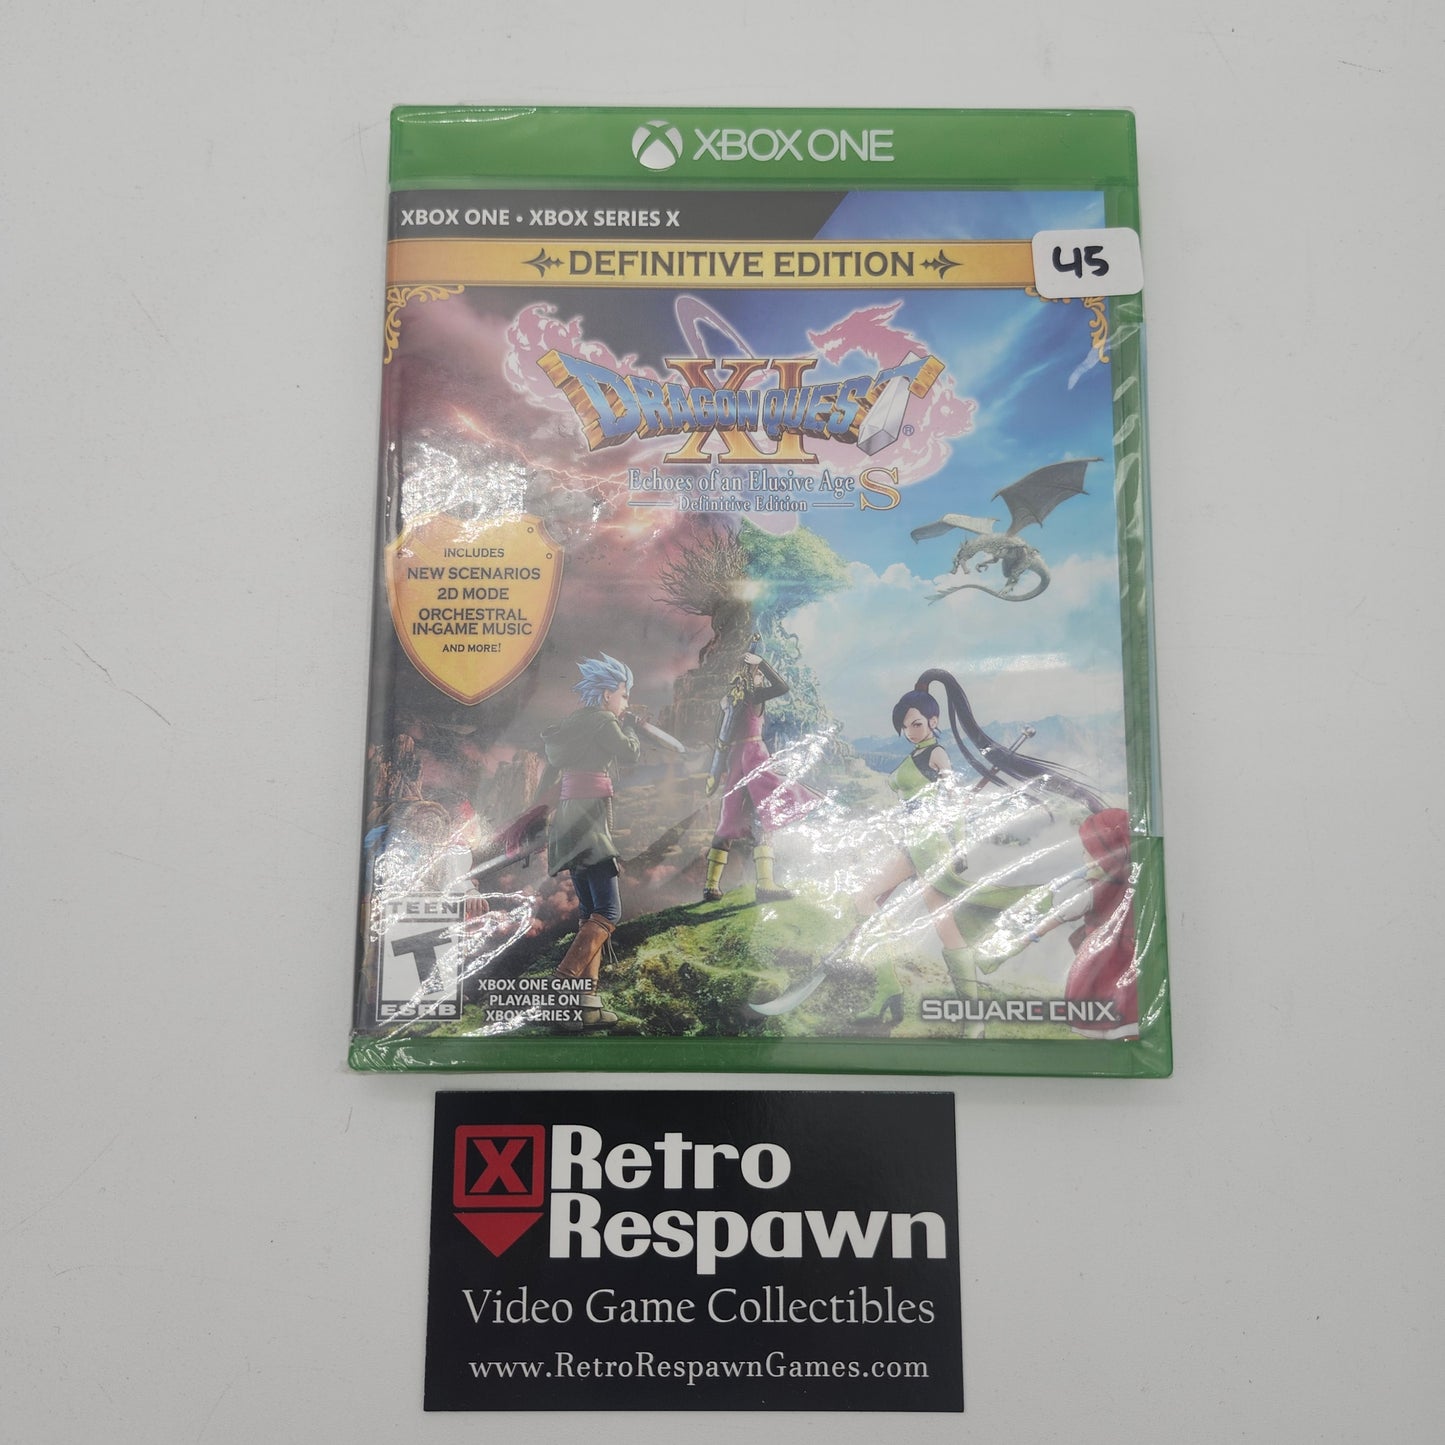 XBOX ONE
XBOX ONE • XBOX SERIES X
DEFINITIVE EDITION
45
DRAGON QUEST®
XI
Echoes of an Elusive Age S
Definitive Edition
INCLUDES
NEW SCENARIOS
2D MODE
ORCHESTRAL
IN-GAME MUSIC
AND MORE!
TEEN
T
ESRB
XBOX ONE GAME
PLAYABLE ON
XBOX SERIES X
SQUARE ENIX
X Retro
Respawn
Video Game Collectibles
www.RetroRespawnGames.com